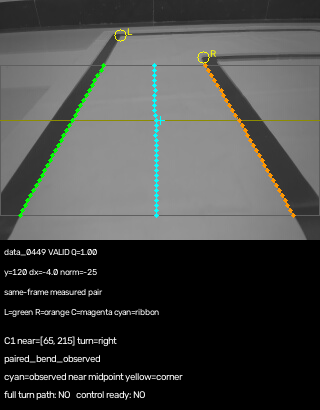 L
R
data_0449 VALID Q=1.00
y=120 dx=-4.0 norm=-25
same-frame measured pair
L=green R=orange C=magenta cyan=ribbon
C1 near=[65, 215] turn=right
paired_bend_observed
cyan=observed near midpoint yellow=corner
full turn path: NO control ready: NO